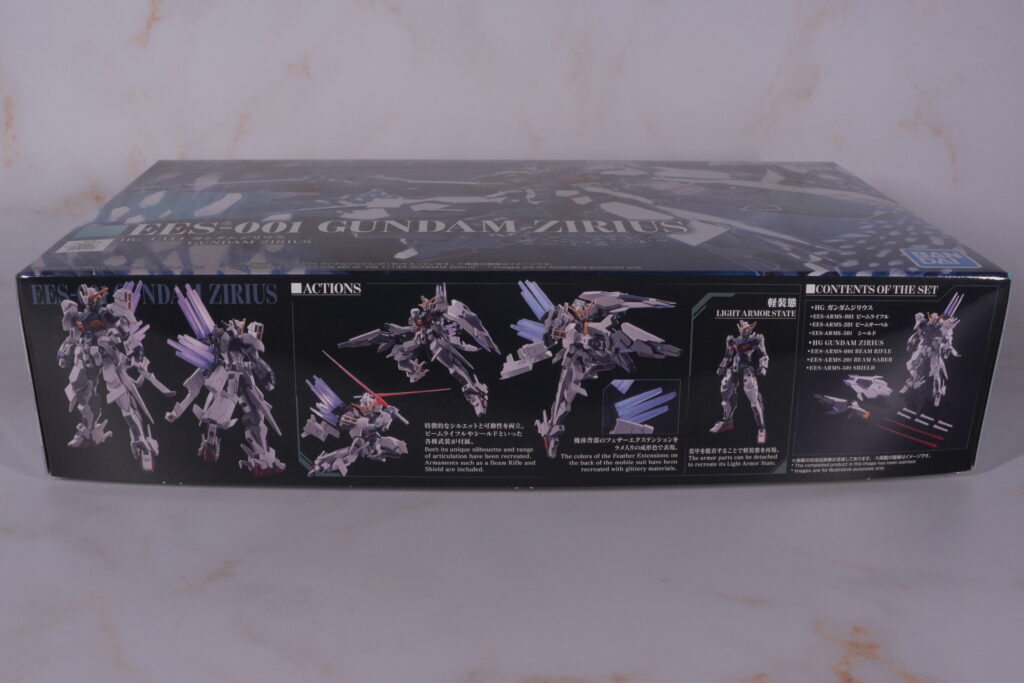 EES-001 GUNDAM ZIRIUS
GUNDAM ZIRIUS
BAN
DAI
EES-001 GUNDAM ZIRIUS
■ACTIONS
特徴的なシルエットと可動性を両立。
ビームライフルやシールドといった
各種武装が付属。
Both its unique silhouette and range
of articulation have been recreated.
Armaments such as a Beam Rifle and
Shield are included.
機体背部のフェザーエクステンションを
ラメ入りの成形色で表現。
The colors of the Feather Extensions on
the back of the mobile suit have been
recreated with glittery materials.
軽装態
LIGHT ARMOR STATE
装甲を脱着することで軽装態を再現。
The armor parts can be detached
to recreate its Light Armor State.
■CONTENTS OF THE SET
・HG ガンダムジリウス
・EES-ARMS-001 ビームライフル
・EES-ARMS-201 ビームサーベル
・EES-ARMS-501 シールド
・HG GUNDAM ZIRIUS
・EES-ARMS-001 BEAM RIFLE
・EES-ARMS-201 BEAM SABER
・EES-ARMS-501 SHIELD
* The completed product in the image has been painted.
* Images are for illustrative purposes only.